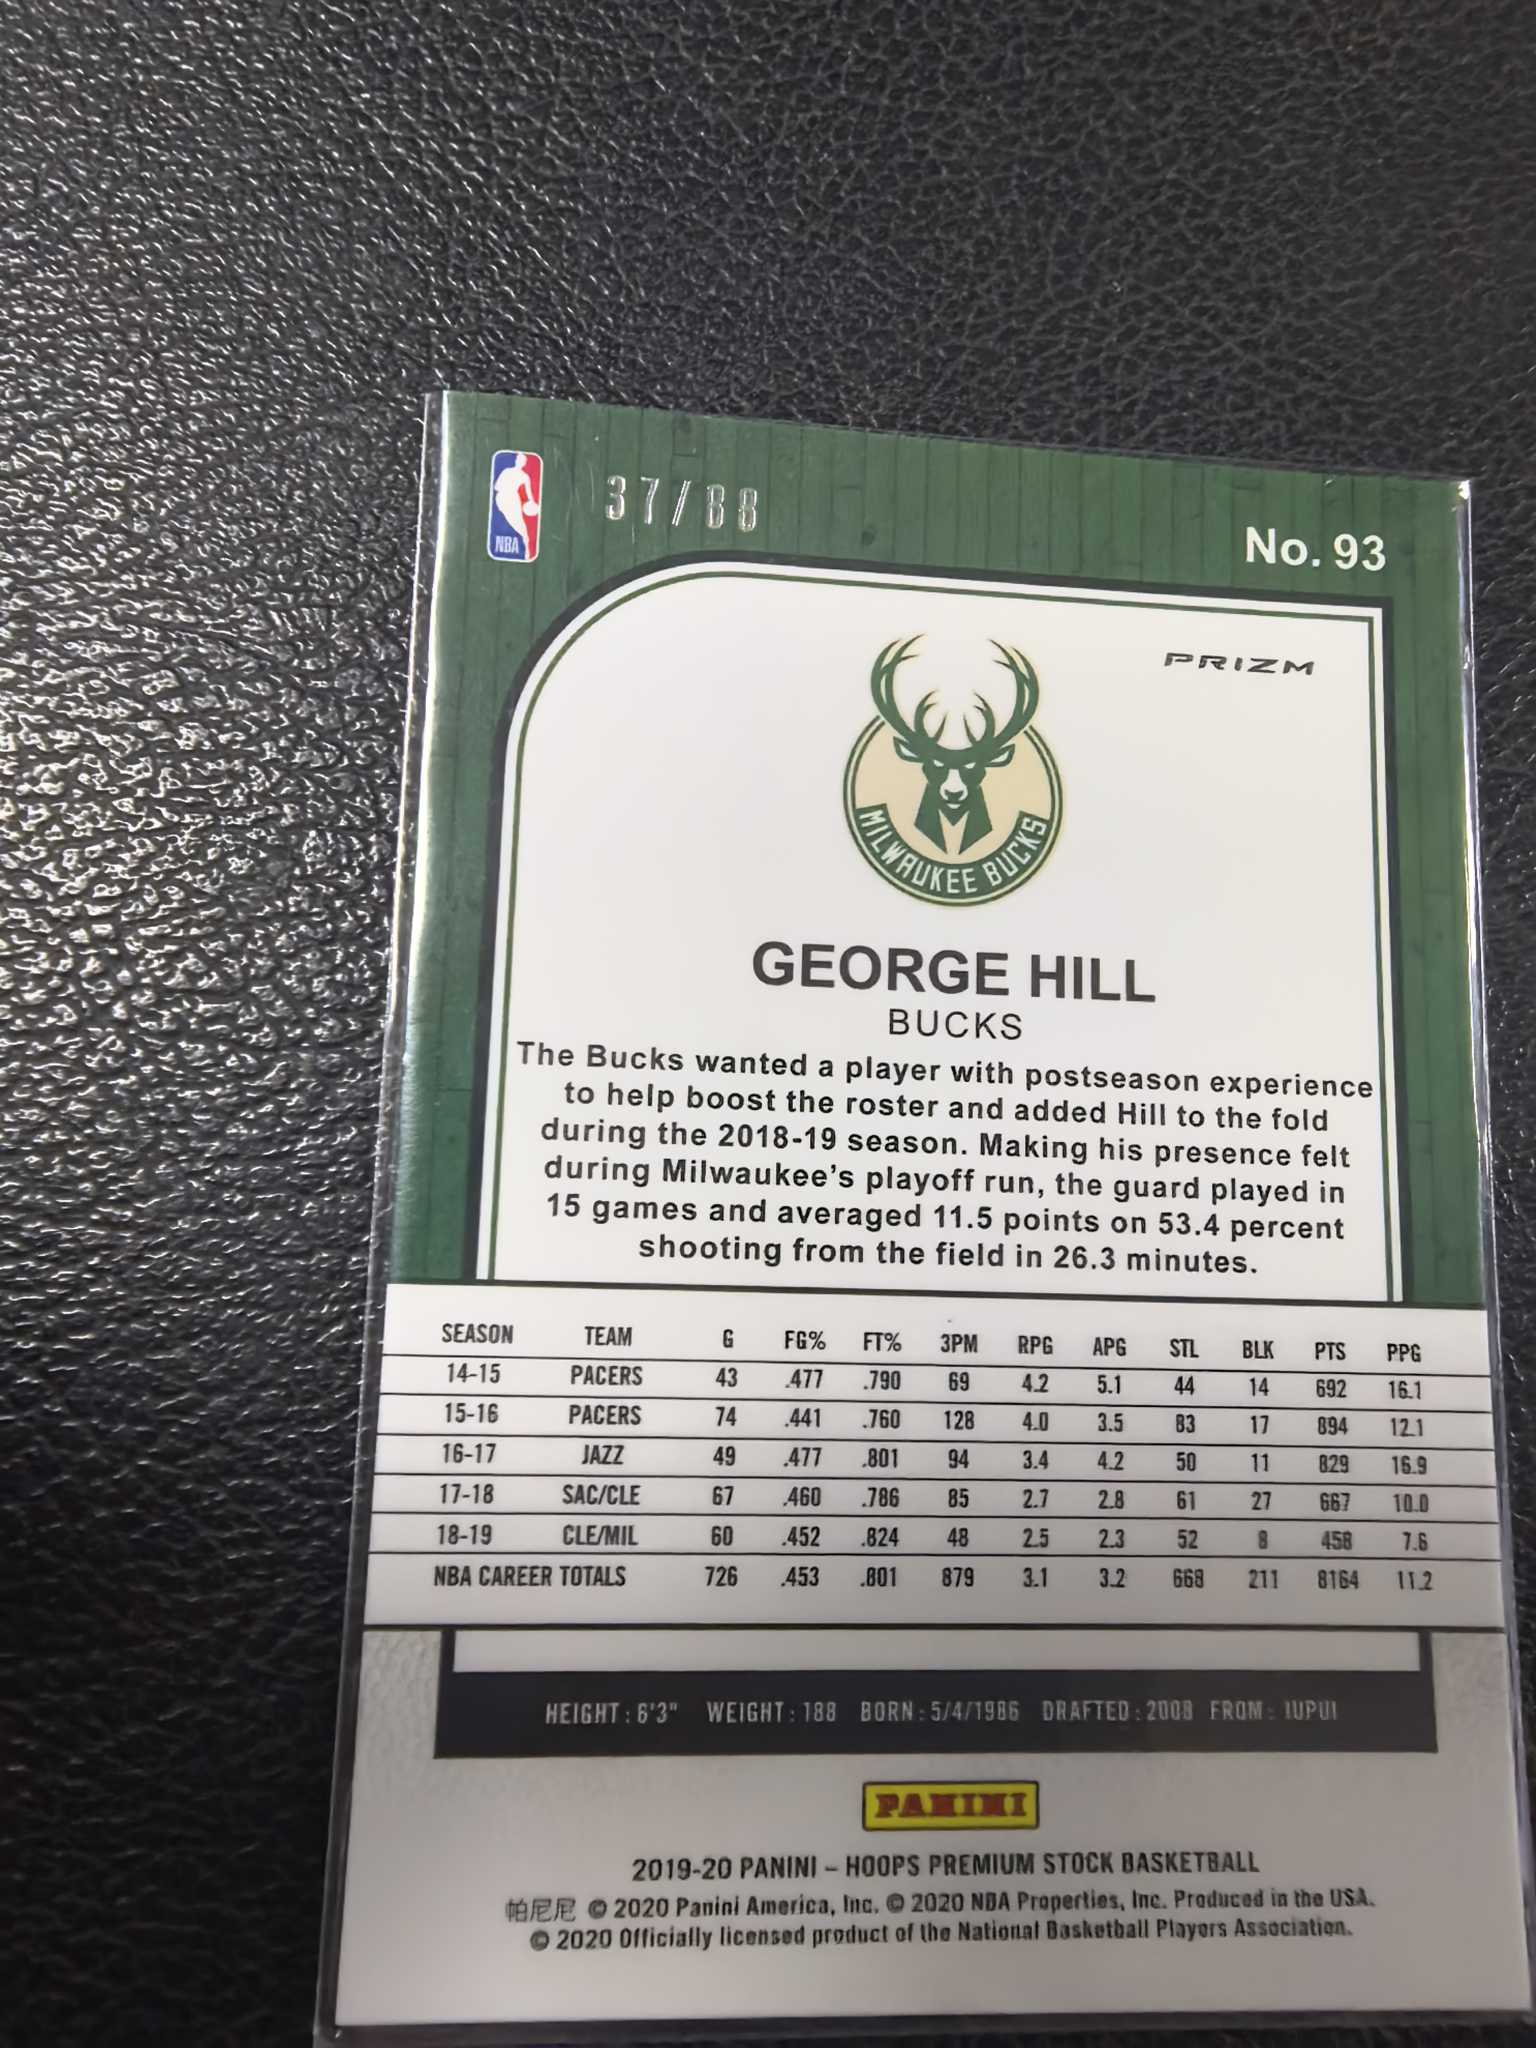 NBA
37/88
No. 93
PRIZM
MILWAUKEE BUCKS
GEORGE HILL
BUCKS
The Bucks wanted a player with postseason experience
to help boost the roster and added Hill to the fold
during the 2018-19 season. Making his presence felt
during Milwaukee's playoff run, the guard played in
15 games and averaged 11.5 points on 53.4 percent
shooting from the field in 26.3 minutes.
SEASON TEAM G FG% FT% 3PM RPG APG STL BLK PTS PPG
14-15 PACERS 43 .477 .790 69 4.2 5.1 44 14 692 16.1
15-16 PACERS 74 .441 .760 128 4.0 3.5 83 17 894 12.1
16-17 JAZZ 49 .477 .801 94 3.4 4.2 50 11 829 16.9
17-18 SAC/CLE 67 .460 .786 85 2.7 2.8 61 27 667 10.0
18-19 CLE/MIL 60 .452 .824 48 2.5 2.3 52 8 458 7.6
NBA CAREER TOTALS 726 .453 .801 879 3.1 3.2 668 211 8164 11.2
HEIGHT: 6'3" WEIGHT: 188 BORN: 5/4/1986 DRAFTED: 2008 FROM: IUPUI
PANINI
2019-20 PANINI – HOOPS PREMIUM STOCK BASKETBALL
帕尼尼 © 2020 Panini America, Inc. © 2020 NBA Properties, Inc. Produced in the USA.
© 2020 Officially licensed product of the National Basketball Players Association.